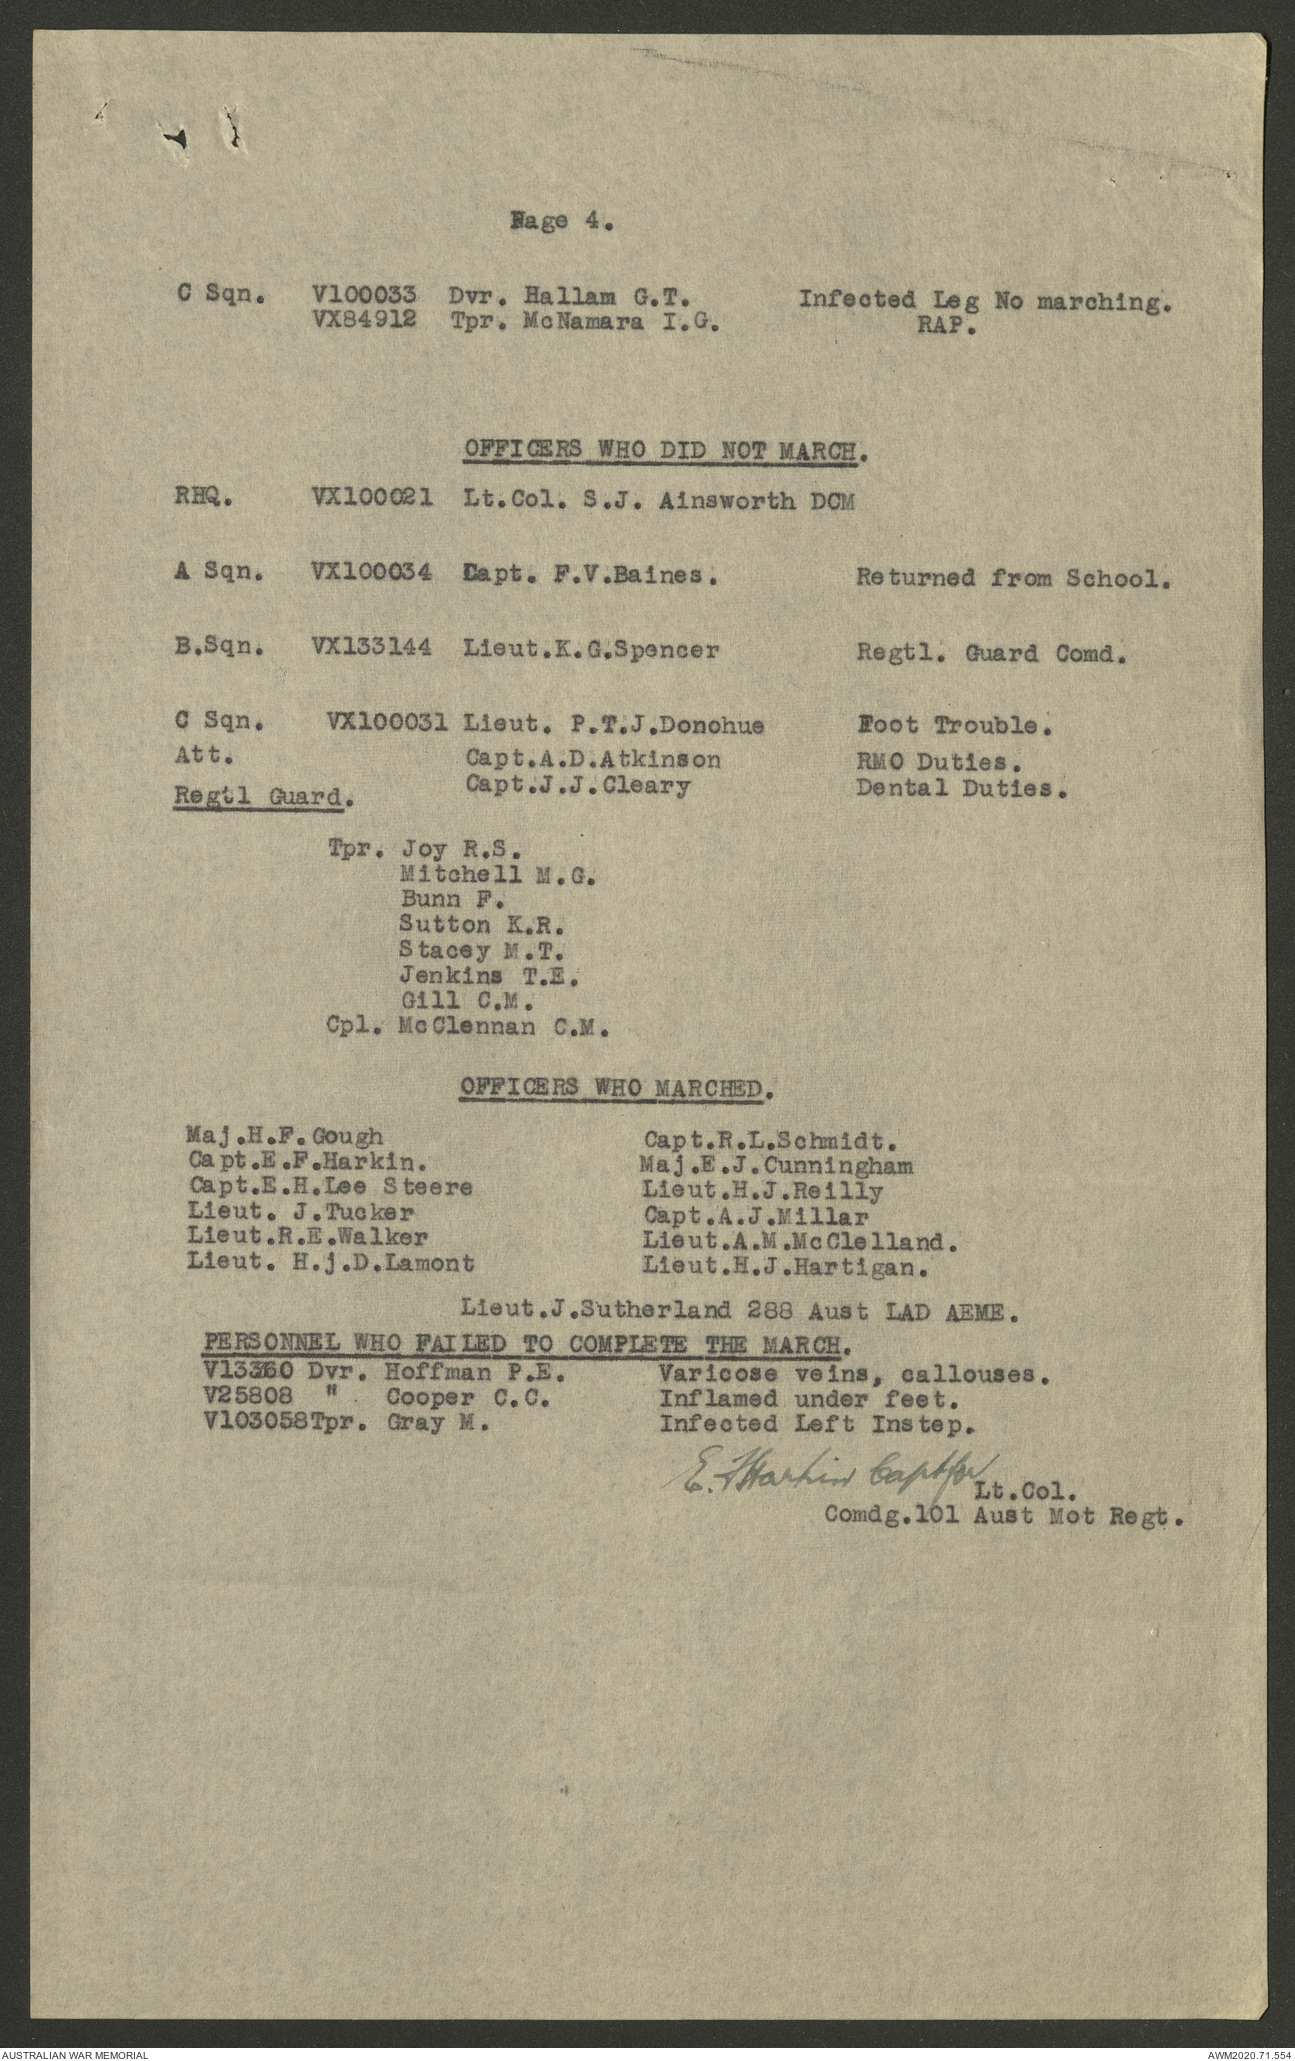 Page 4.
C Sqn. V100033 Dvr. Hallam G.T. Infected Leg No marching.
VX84912 Tpr. McNamara I.G. RAP.
OFFICERS WHO DID NOT MARCH.
RHQ. VX100021 Lt.Col. S.J. Ainsworth DCM
A Sqn. VX100034 Capt. F.V.Baines. Returned from School.
B.Sqn. VX133144 Lieut.K.G.Spencer Regtl. Guard Comd.
C Sqn. VX100031 Lieut. P.T.J.Donohue Foot Trouble.
Att. Capt.A.D.Atkinson RMO Duties.
Capt.J.J.Cleary Dental Duties.
Regtl Guard.
Tpr. Joy R.S.
Mitchell M.G.
Bunn F.
Sutton K.R.
Stacey M.T.
Jenkins T.E.
Gill C.M.
Cpl. McClennan C.M.
OFFICERS WHO MARCHED.
Maj.H.F.Gough Capt.R.L.Schmidt.
Capt.E.F.Harkin. Maj.E.J.Cunningham
Capt.E.H.Lee Steere Lieut.H.J.Reilly
Lieut. J.Tucker Capt.A.J.Millar
Lieut.R.E.Walker Lieut.A.M.McClelland.
Lieut. H.j.D.Lamont Lieut.H.J.Hartigan.
Lieut.J.Sutherland 288 Aust LAD AEME.
PERSONNEL WHO FAILED TO COMPLETE THE MARCH.
Dvr. Hoffman P.E. Varicose veins, callouses.
V25808 " Cooper C.C. Inflamed under feet.
V103058Tpr. Gray M. Infected Left Instep.
E.F Harkin Capt for
Lt.Col.
Comdg.101 Aust Mot Regt.
AUSTRALIAN WAR MEMORIAL AWM2020.71.554